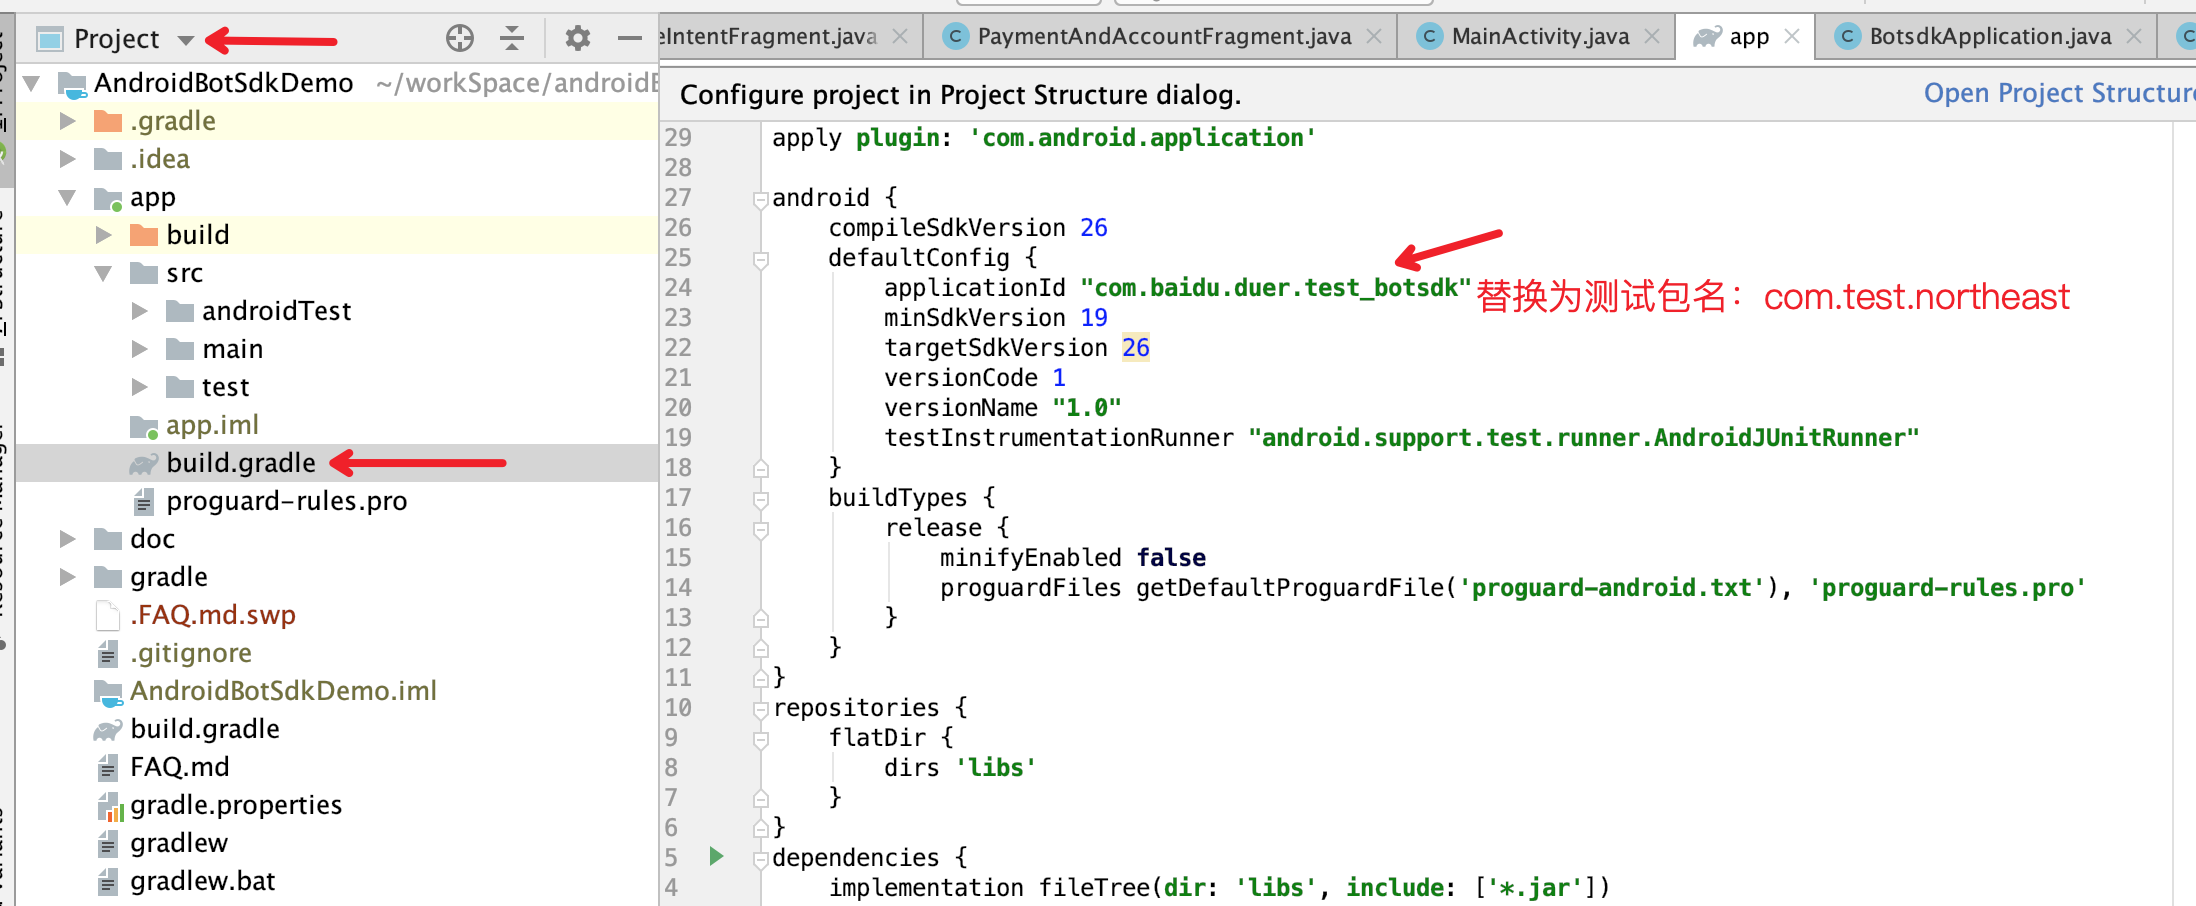 Project
AndroidBotSdkDemo ~/workSpace/android
.gradle
.idea
app
build
src
androidTest
main
test
app.iml
build.gradle
proguard-rules.pro
doc
gradle
.FAQ.md.swp
.gitignore
AndroidBotSdkDemo.iml
build.gradle
FAQ.md
gradle.properties
gradlew
gradlew.bat
eIntentFragment.java PaymentAndAccountFragment.java MainActivity.java app BotsdkApplication.java
Configure project in Project Structure dialog. Open Project Structure
29 apply plugin: 'com.android.application'
28
27 android {
26 compileSdkVersion 26
25 defaultConfig {
24 applicationId "com.baidu.duer.test_botsdk" 替换为测试包名：com.test.northeast
23 minSdkVersion 19
22 targetSdkVersion 26
21 versionCode 1
20 versionName "1.0"
19 testInstrumentationRunner "android.support.test.runner.AndroidJUnitRunner"
18 }
17 buildTypes {
16 release {
15 minifyEnabled false
14 proguardFiles getDefaultProguardFile('proguard-android.txt'), 'proguard-rules.pro'
13 }
12 }
11 }
10 repositories {
9 flatDir {
8 dirs 'libs'
7 }
6 }
5 dependencies {
4 implementation fileTree(dir: 'libs', include: ['*.jar'])